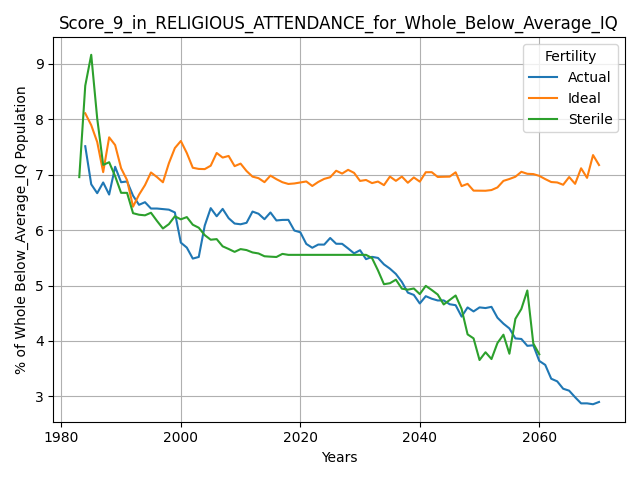 Score_9_in_RELIGIOUS_ATTENDANCE_for_Whole_Below_Average_IQ
Fertility
Actual
Ideal
Sterile
% of Whole Below_Average_IQ Population
9
8
7
6
5
4
3
1980
2000
2020
2040
2060
Years